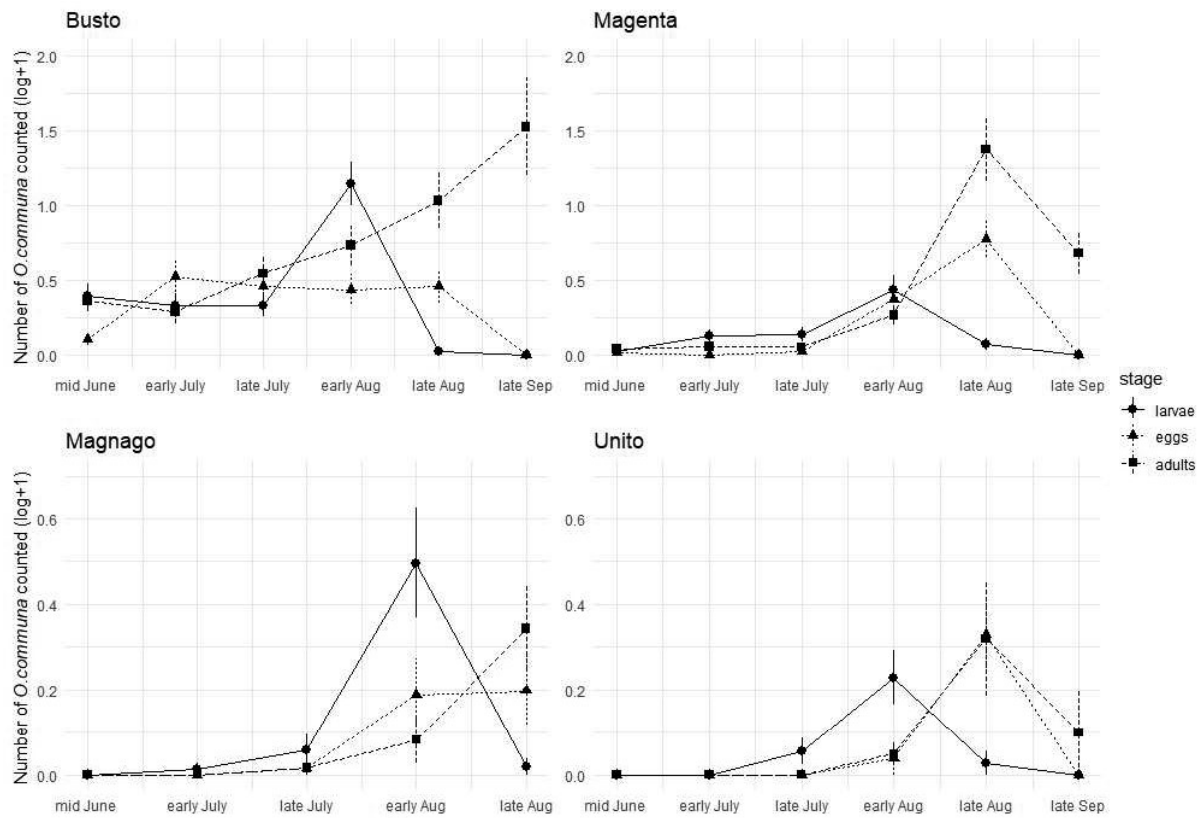 Busto
Magenta
Number of O.communa counted (log+1)
2.0
1.5
1.0
0.5
0.0
2.0
1.5
1.0
0.5
0.0
mid June early July late July early Aug late Aug late Sep
mid June early July late July early Aug late Aug late Sep
stage
larvae
eggs
adults
Magnago
Unito
Number of O.communa counted (log+1)
0.6
0.4
0.2
0.0
0.6
0.4
0.2
0.0
mid June early July late July early Aug late Aug
mid June early July late July early Aug late Aug late Sep